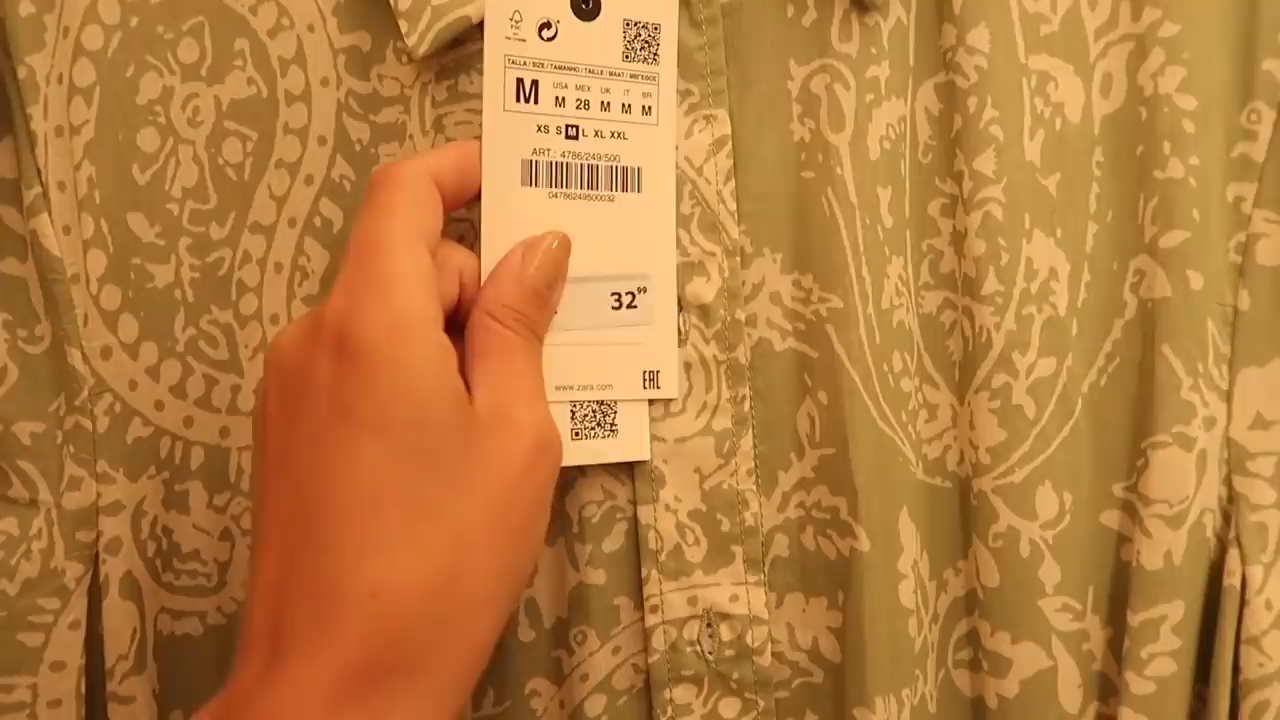 FSC
TALLA / SIZE / TAMANHO / TAILLE / MAAT / ΜΕΓΕΘΟΣ
M
USA MEX UK IT BR
M 28 M M M
XS S M L XL XXL
ART.: 4786/249/500
04786249500032
32⁹⁹
www.zara.com
EAC